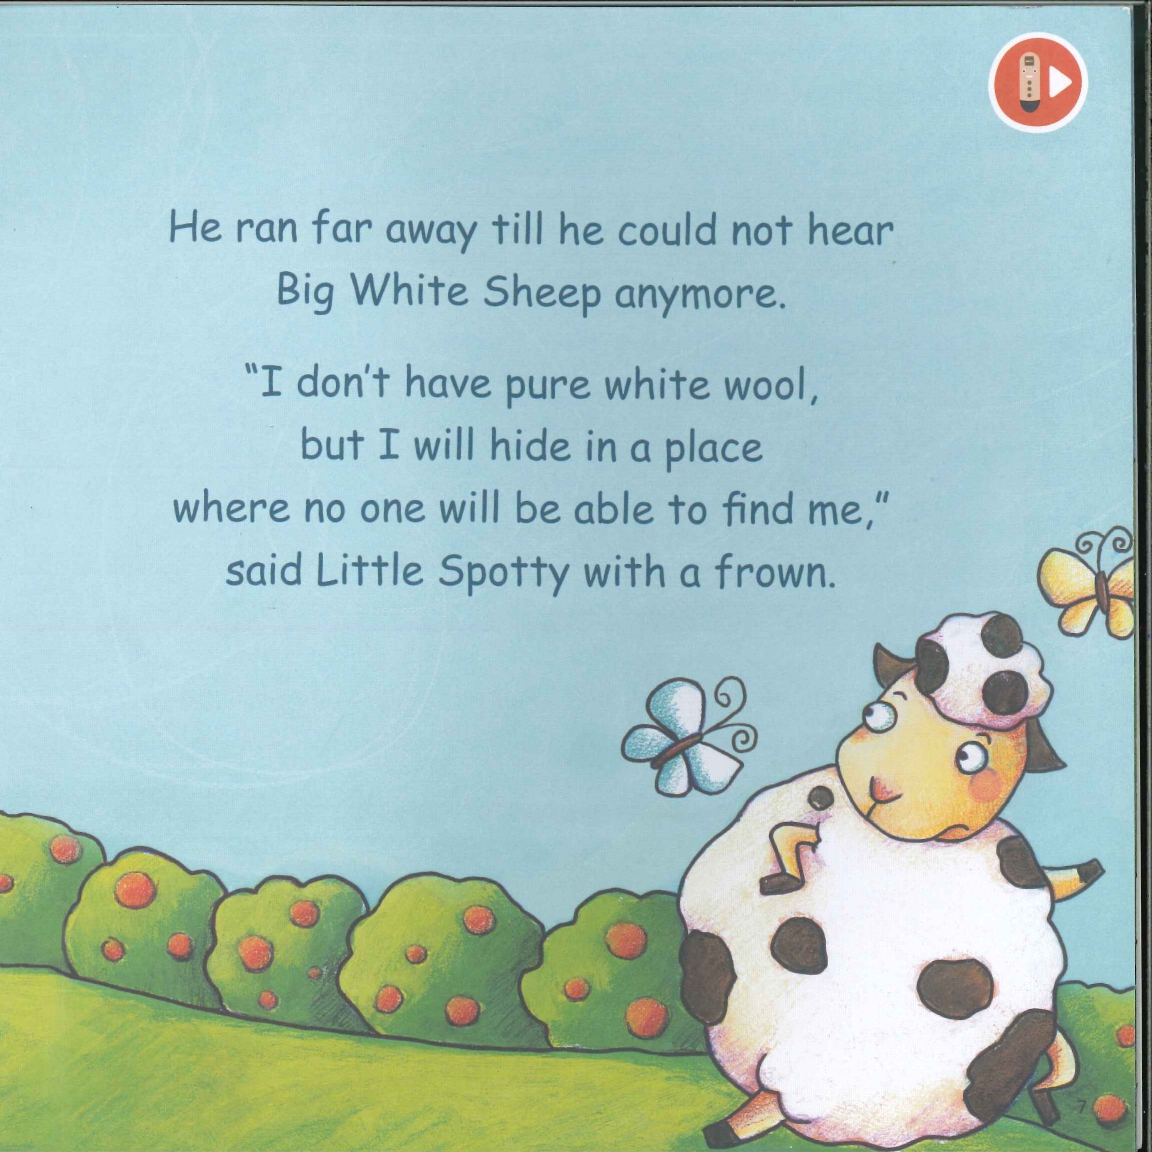 He ran far away till he could not hear
Big White Sheep anymore.
“I don’t have pure white wool,
but I will hide in a place
where no one will be able to find me,”
said Little Spotty with a frown.
7